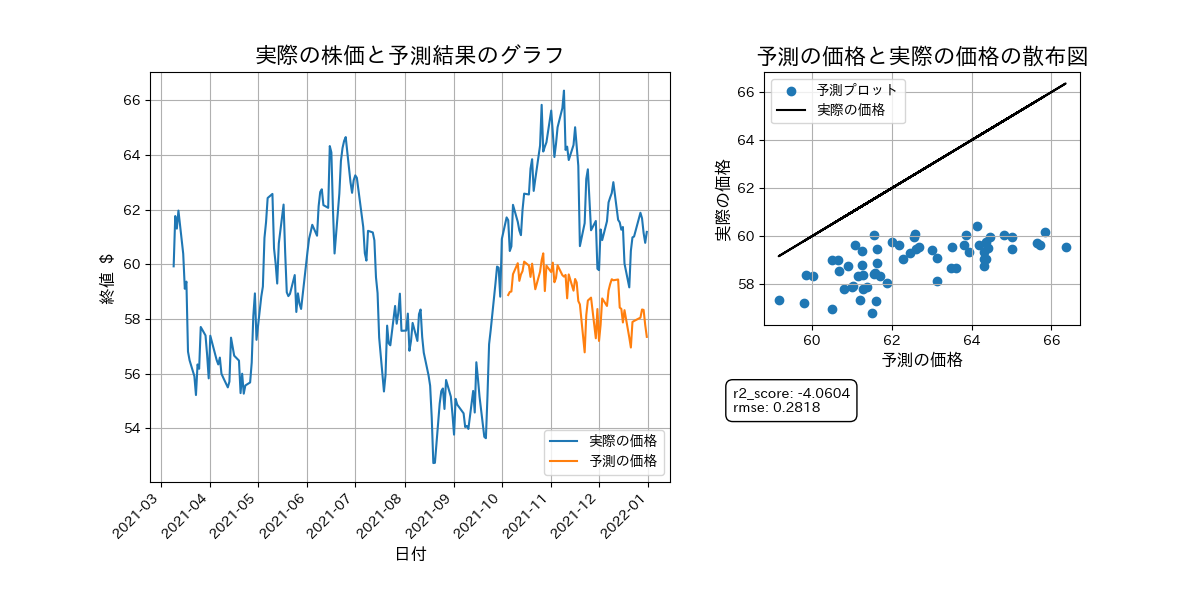 実際の株価と予測結果のグラフ
終値 $
66
64
62
60
58
56
54
実際の価格
予測の価格
2021-03
2021-04
2021-05
2021-06
2021-07
2021-08
2021-09
2021-10
2021-11
2021-12
2022-01
日付
予測の価格と実際の価格の散布図
実際の価格
66
64
62
60
58
予測プロット
実際の価格
60
62
64
66
予測の価格
r2_score: -4.0604
rmse: 0.2818